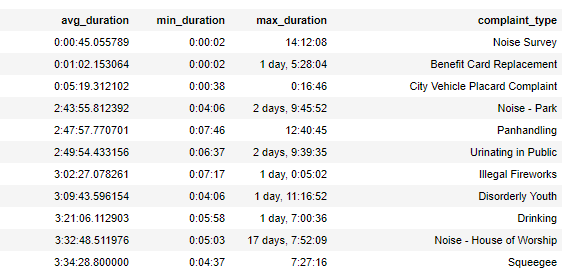 avg_duration min_duration max_duration complaint_type
0:00:45.055789 0:00:02 14:12:08 Noise Survey
0:01:02.153064 0:00:02 1 day, 5:28:04 Benefit Card Replacement
0:05:19.312102 0:00:38 0:16:46 City Vehicle Placard Complaint
2:43:55.812392 0:04:06 2 days, 9:45:52 Noise - Park
2:47:57.770701 0:07:46 12:40:45 Panhandling
2:49:54.433156 0:06:37 2 days, 9:39:35 Urinating in Public
3:02:27.078261 0:07:17 1 day, 0:05:02 Illegal Fireworks
3:09:43.596154 0:04:06 1 day, 11:16:52 Disorderly Youth
3:21:06.112903 0:05:58 1 day, 7:00:36 Drinking
3:32:48.511976 0:05:03 17 days, 7:52:09 Noise - House of Worship
3:34:28.800000 0:04:37 7:27:16 Squeegee